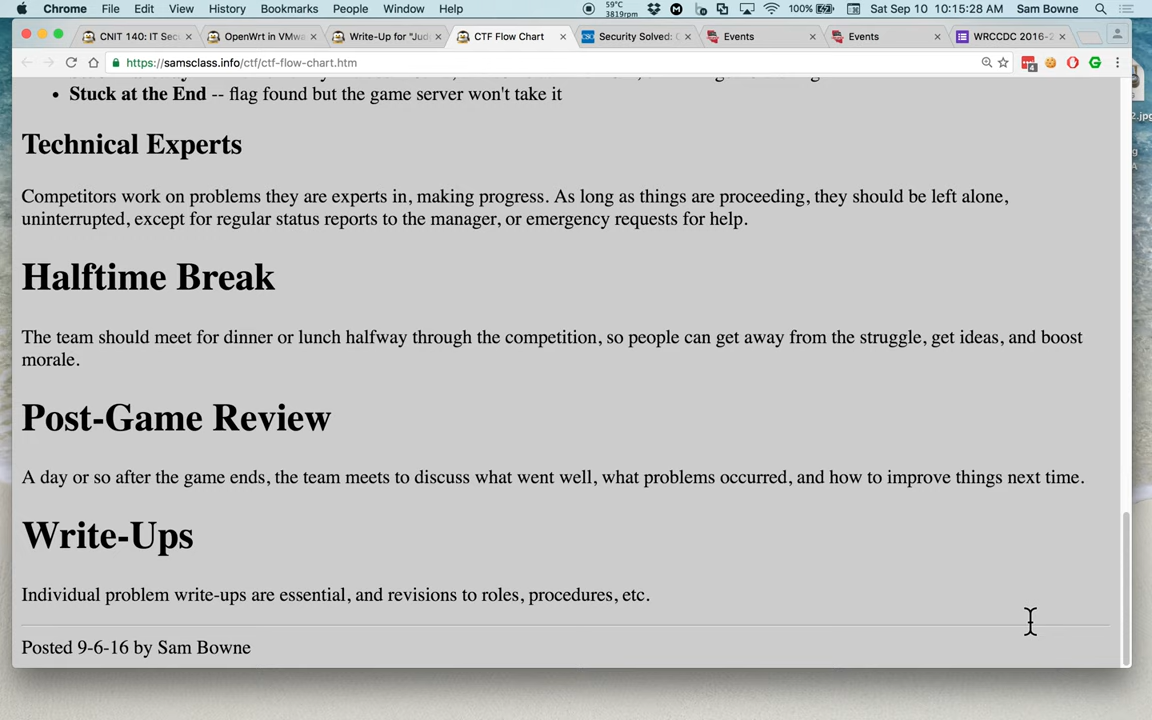 Chrome File Edit View History Bookmarks People Window Help 59°C 3819rpm 100% Sat Sep 10 10:15:28 AM Sam Bowne
CNIT 140: IT Sec
OpenWrt in VMwa
Write-Up for "Jud
CTF Flow Chart
Security Solved:
Events
Events
WRCCDC 2016-2
https://samsclass.info/ctf/ctf-flow-chart.htm
4
• Stuck at the End -- flag found but the game server won't take it
Technical Experts
Competitors work on problems they are experts in, making progress. As long as things are proceeding, they should be left alone,
uninterrupted, except for regular status reports to the manager, or emergency requests for help.
Halftime Break
The team should meet for dinner or lunch halfway through the competition, so people can get away from the struggle, get ideas, and boost
morale.
Post-Game Review
A day or so after the game ends, the team meets to discuss what went well, what problems occurred, and how to improve things next time.
Write-Ups
Individual problem write-ups are essential, and revisions to roles, procedures, etc.
Posted 9-6-16 by Sam Bowne
2.jpg